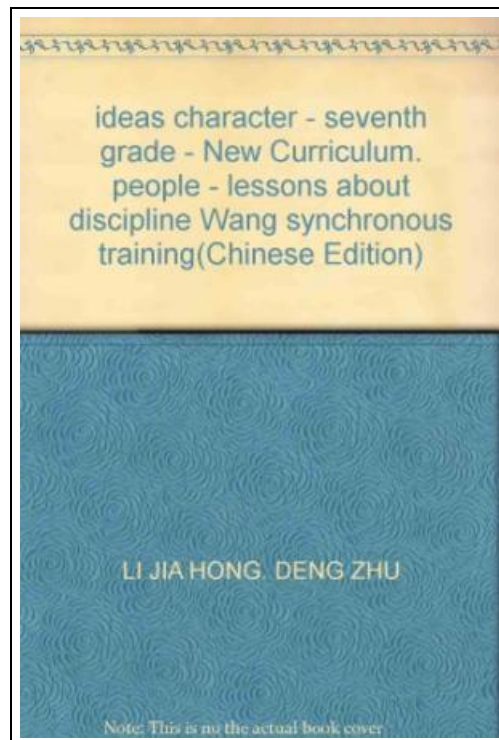 ideas character - seventh
grade - New Curriculum.
people - lessons about
discipline Wang synchronous
training(Chinese Edition)
LI JIA HONG. DENG ZHU
Note: This is no the actual book cover